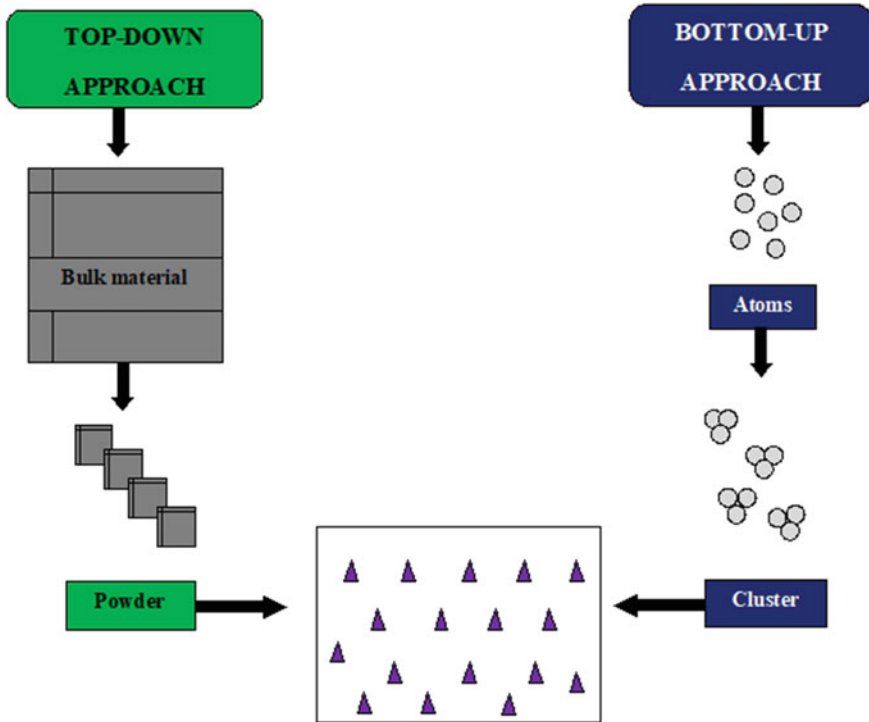 TOP-DOWN
APPROACH
BOTTOM-UP
APPROACH
Bulk material
Atoms
Powder
Cluster